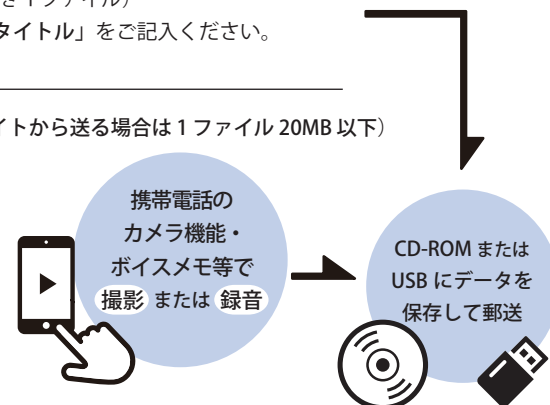 タイトル」をご記入ください。
イトから送る場合は 1 ファイル 20MB 以下）
携帯電話の
カメラ機能・
ボイスメモ等で
撮影 または 録音
CD-ROM または
USB にデータを
保存して郵送